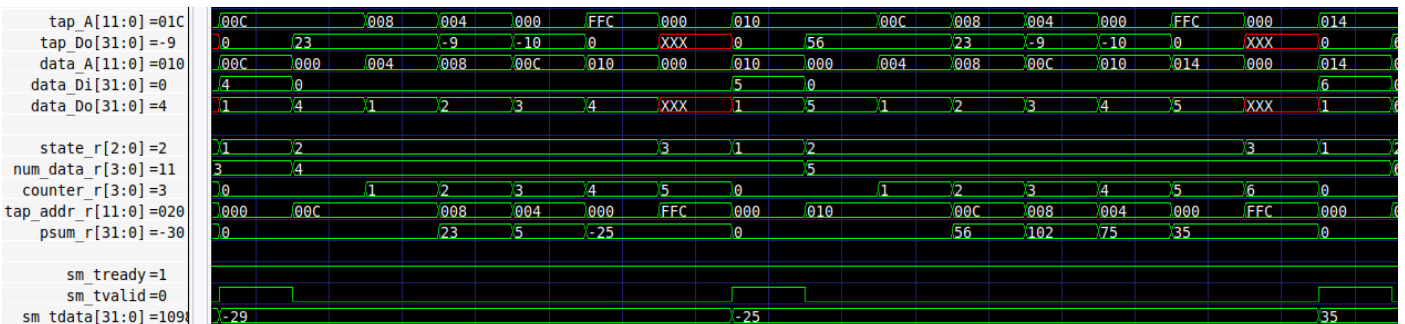 tap_A[11:0]=01C 00C 008 004 000 FFC 000 010 00C 008 004 000 FFC 000 014
tap_Do[31:0]=-9 0 23 -9 -10 0 XXX 0 56 23 -9 -10 0 XXX 0
data_A[11:0]=010 00C 000 004 008 00C 010 000 010 000 004 008 00C 010 014 000 014
data_Di[31:0]=0 4 0 5 0 6
data_Do[31:0]=4 1 4 1 2 3 4 XXX 1 5 1 2 3 4 5 XXX 1
state_r[2:0]=2 1 2 3 1 2 3 1
num_data_r[3:0]=11 3 4 5
counter_r[3:0]=3 0 1 2 3 4 5 0 1 2 3 4 5 6 0
tap_addr_r[11:0]=020 000 00C 008 004 000 FFC 000 010 00C 008 004 000 FFC 000
psum_r[31:0]=-30 0 23 5 -25 0 56 102 75 35 0
sm_tready=1
sm_tvalid=0
sm_tdata[31:0]=1098 -29 -25 35